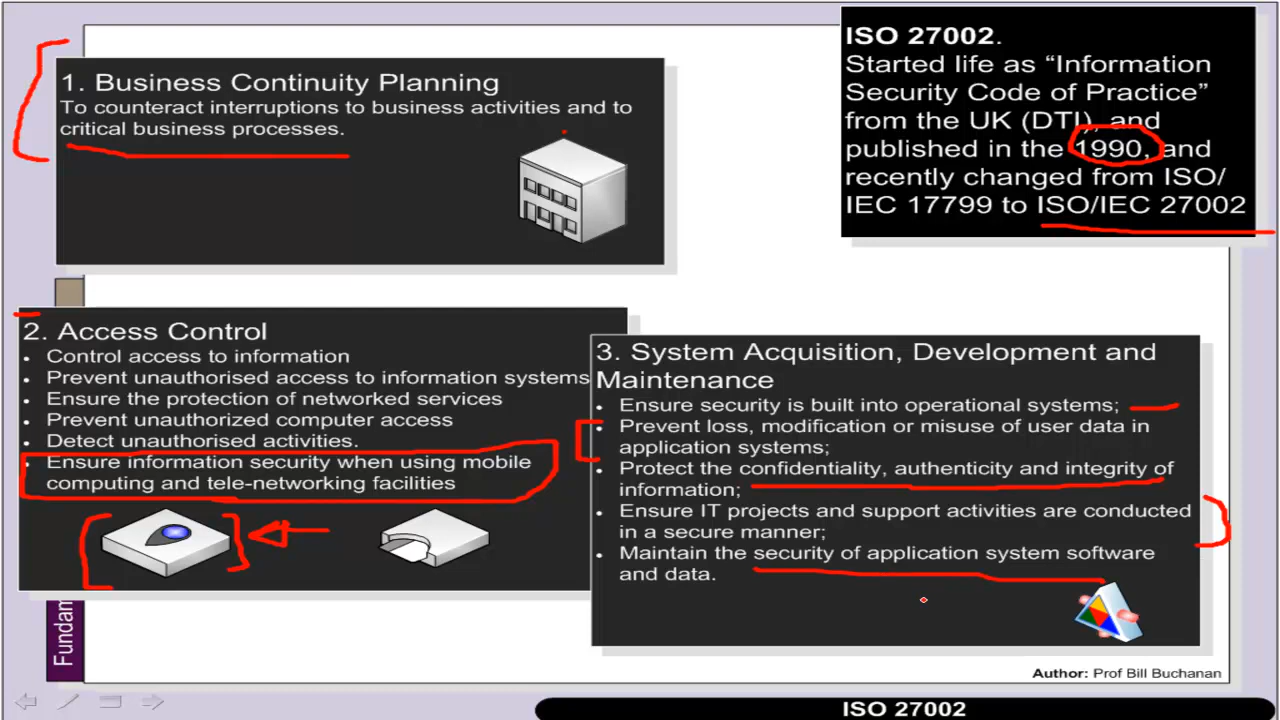 ISO 27002.
Started life as “Information
Security Code of Practice”
from the UK (DTI), and
published in the 1990, and
recently changed from ISO/
IEC 17799 to ISO/IEC 27002
1. Business Continuity Planning
To counteract interruptions to business activities and to
critical business processes.
2. Access Control
• Control access to information
• Prevent unauthorised access to information systems
• Ensure the protection of networked services
• Prevent unauthorized computer access
• Detect unauthorised activities.
• Ensure information security when using mobile
computing and tele-networking facilities
3. System Acquisition, Development and
Maintenance
• Ensure security is built into operational systems;
• Prevent loss, modification or misuse of user data in
application systems;
• Protect the confidentiality, authenticity and integrity of
information;
• Ensure IT projects and support activities are conducted
in a secure manner;
• Maintain the security of application system software
and data.
Fundam
Author: Prof Bill Buchanan
ISO 27002